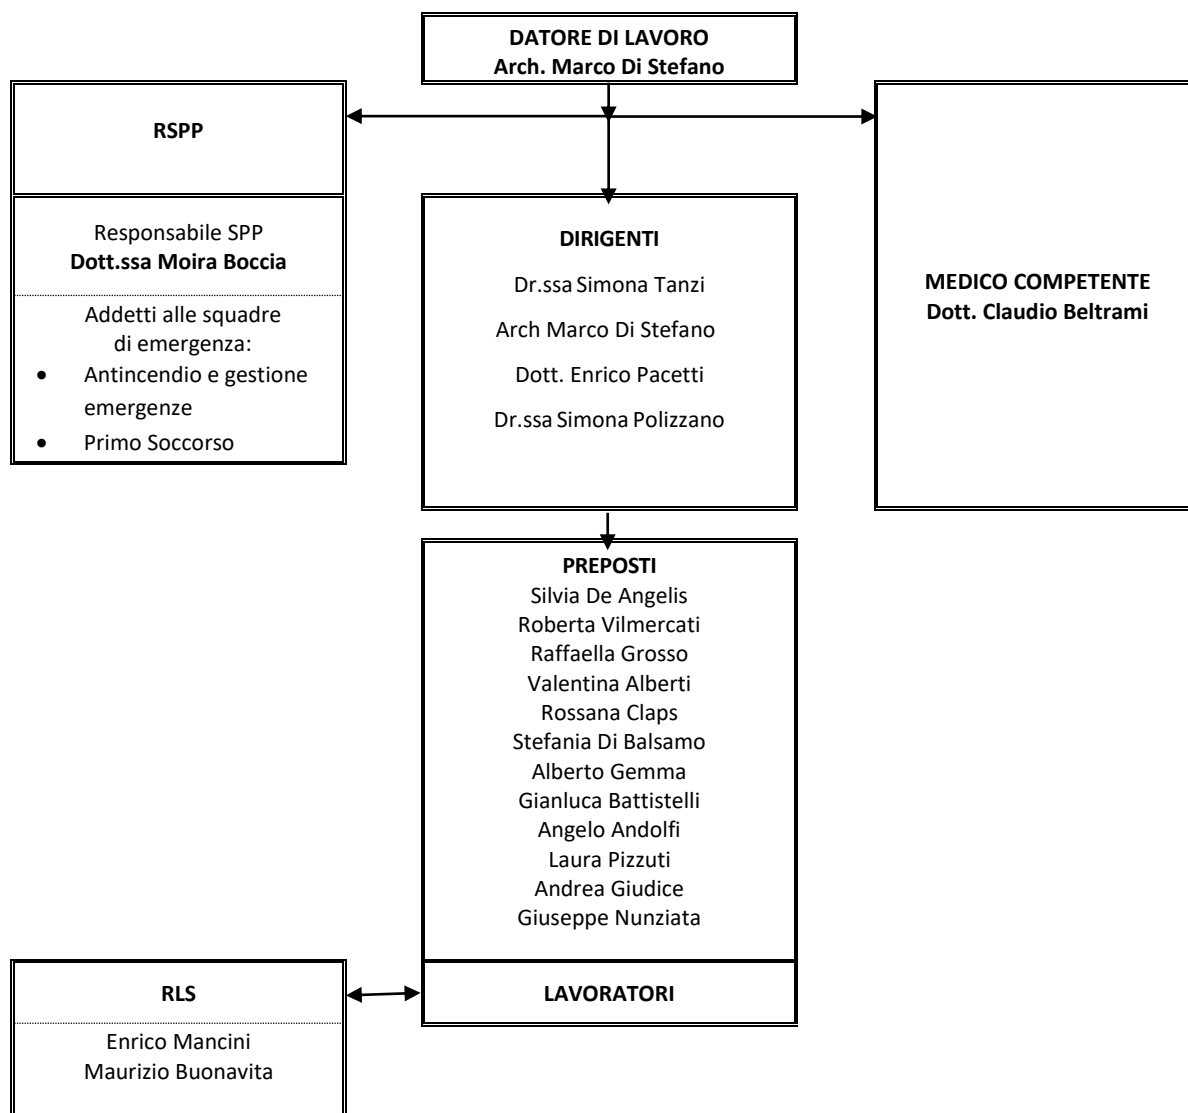 DATORE DI LAVORO
Arch. Marco Di Stefano
RSPP
Responsabile SPP
Dott.ssa Moira Boccia
Addetti alle squadre
di emergenza:
• Antincendio e gestione
emergenze
• Primo Soccorso
DIRIGENTI
Dr.ssa Simona Tanzi
Arch Marco Di Stefano
Dott. Enrico Pacetti
Dr.ssa Simona Polizzano
MEDICO COMPETENTE
Dott. Claudio Beltrami
PREPOSTI
Silvia De Angelis
Roberta Vilmercati
Raffaella Grosso
Valentina Alberti
Rossana Claps
Stefania Di Balsamo
Alberto Gemma
Gianluca Battistelli
Angelo Andolfi
Laura Pizzuti
Andrea Giudice
Giuseppe Nunziata
RLS
Enrico Mancini
Maurizio Buonavita
LAVORATORI